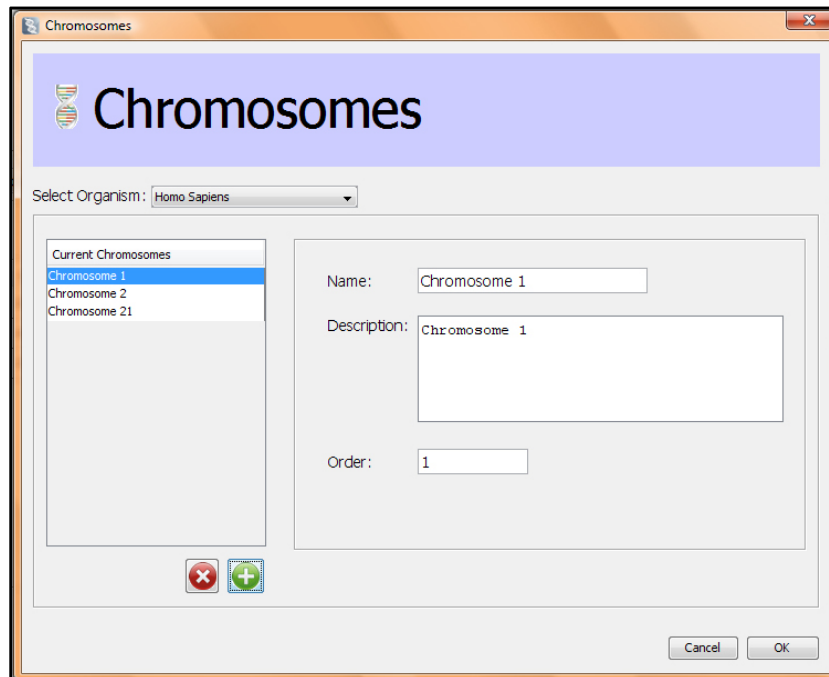 Chromosomes
Chromosomes
Select Organism: Homo Sapiens
Current Chromosomes
Chromosome 1
Chromosome 2
Chromosome 21
Name: Chromosome 1
Description: Chromosome 1
Order: 1
Cancel OK